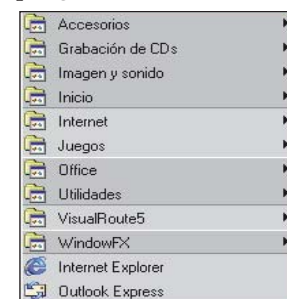 Accesorios
Grabación de CDs
Imagen y sonido
Inicio
Internet
Juegos
Office
Utilidades
VisualRoute5
WindowFX
Internet Explorer
Outlook Express